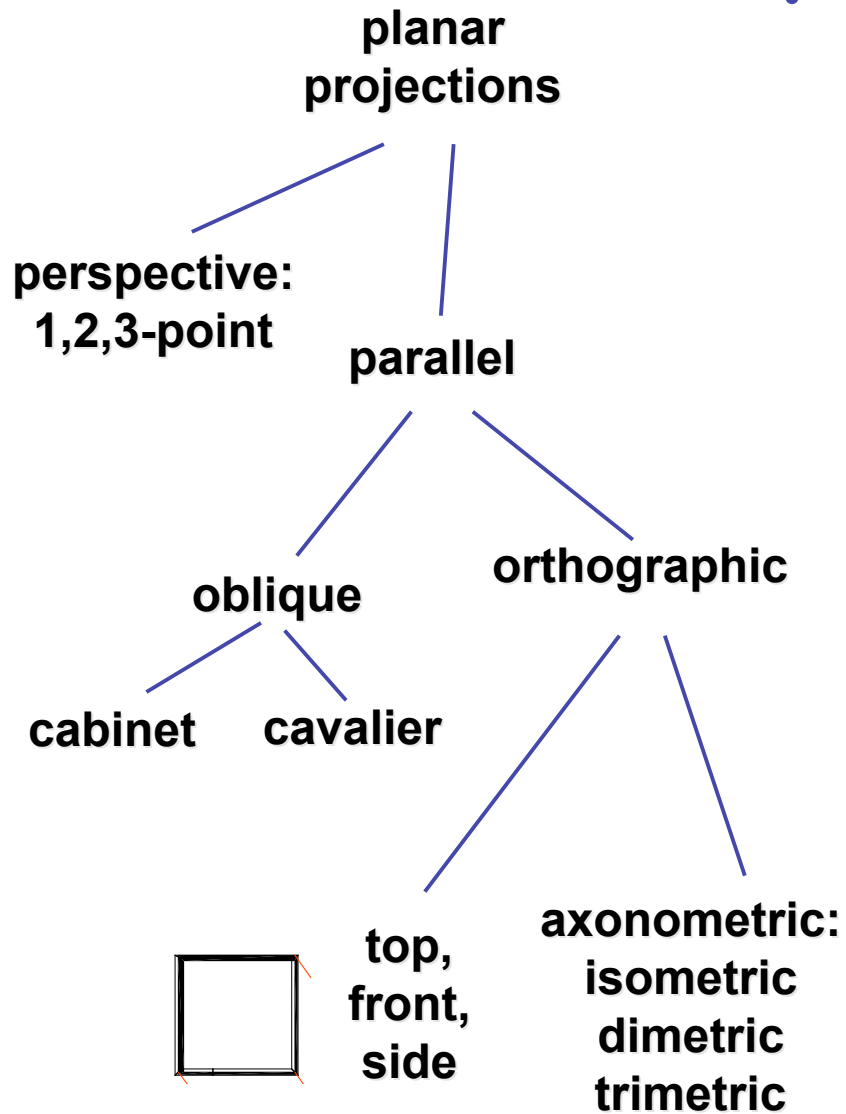 planar
projections
perspective:
1,2,3-point
parallel
oblique
orthographic
cabinet
cavalier
top,
front,
side
axonometric:
isometric
dimetric
trimetric